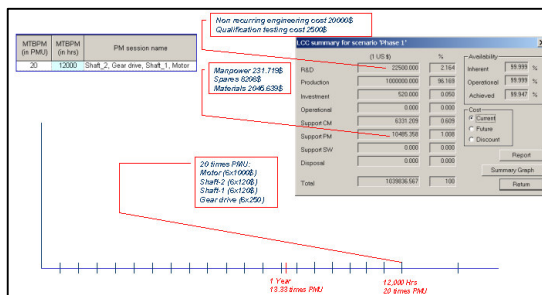 Non recurring engineering cost 20000$
Qualification testing cost 2500$
MTBPM (in PMU) MTBPM (in hrs) PM session name
20 12000 Shaft_2, Gear drive, Shaft_1, Motor
Manpower 231.719$
Spares 8208$
Materials 2045.639$
LCC summary for scenario 'Phase 1'
(1 US $) %
R&D 22500.000 2.164
Production 1000000.000 96.169
Investment 520.000 0.050
Operational 0.000 0.000
Support CM 6331.209 0.609
Support PM 10485.358 1.008
Support SW 0.000 0.000
Disposal 0.000 0.000
Total 1039836.567 100
Availability
Inherent 99.999 %
Operational 99.999 %
Achieved 99.947 %
Cost
Current
Future
Discount
Report
Summary Graph
Return
20 times PMU:
Motor (6x1000$)
Shaft-2 (6x120$)
Shaft-1 (6x120$)
Gear drive (6x250)
1 Year
13.33 times PMU
12,000 Hrs
20 times PMU